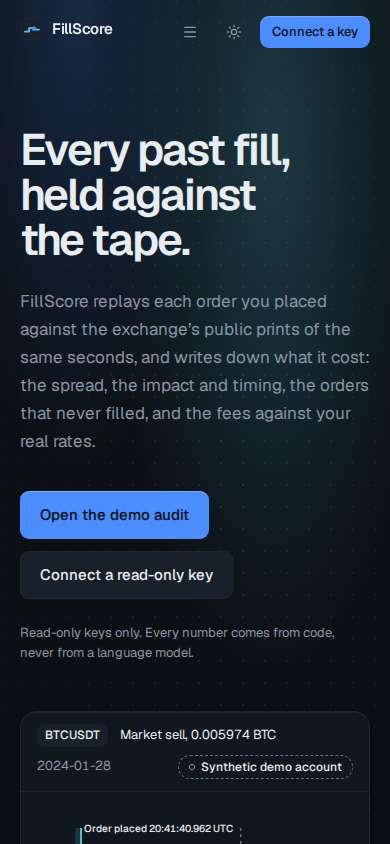 FillScore
Connect a key
Every past fill,
held against
the tape.
FillScore replays each order you placed
against the exchange’s public prints of the
same seconds, and writes down what it cost:
the spread, the impact and timing, the orders
that never filled, and the fees against your
real rates.
Open the demo audit
Connect a read-only key
Read-only keys only. Every number comes from code,
never from a language model.
BTCUSDT Market sell, 0.005974 BTC
2024-01-28 Synthetic demo account
Order placed 20:41:40.962 UTC